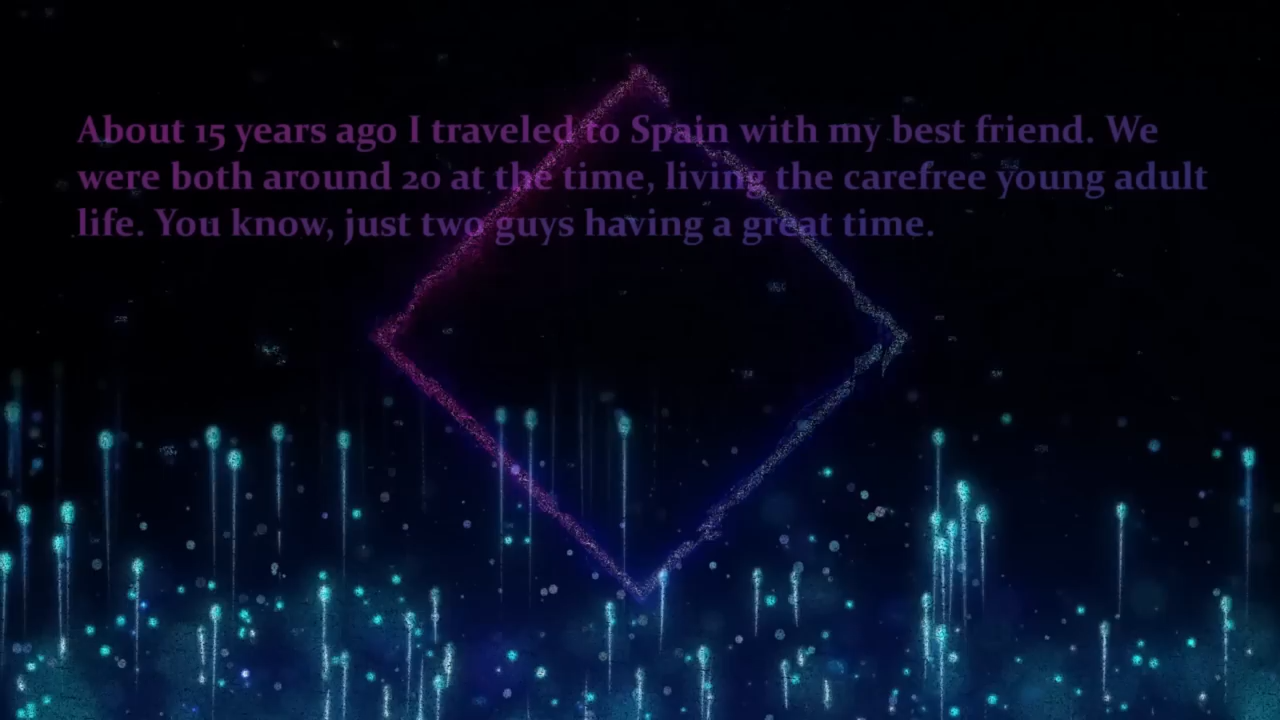 About 15 years ago I traveled to Spain with my best friend. We
were both around 20 at the time, living the carefree young adult
life. You know, just two guys having a great time.